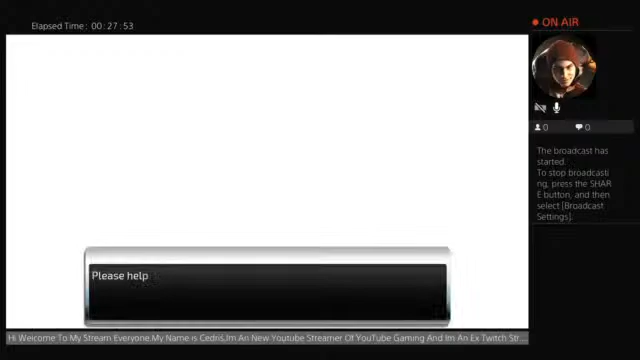 Elapsed Time : 00 : 27 : 53
ON AIR
0 0
The broadcast has
started.
To stop broadcasti
ng, press the SHAR
E button, and then
select [Broadcast
Settings].
Please help
Hi Welcome To My Stream Everyone,My Name is Cedris,Im An New Youtube Streamer Of YouTube Gaming And Im An Ex Twitch Str...